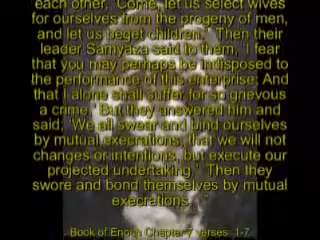 each other, 'Come, let us select wives
for ourselves from the progeny of men,
and let us beget children.' Then their
leader Samyaza said to them, 'I fear
that you may perhaps be indisposed to
the performance of this enterprise; And
that I alone shall suffer for so grievous
a crime.' But they answered him and
said; 'We all swear and bind ourselves
by mutual execrations, that we will not
changes or intentions, but execute our
projected undertaking.' Then they
swore and bond themselves by mutual
execrations
Book of Enoch Chapter 7 verses 1-7